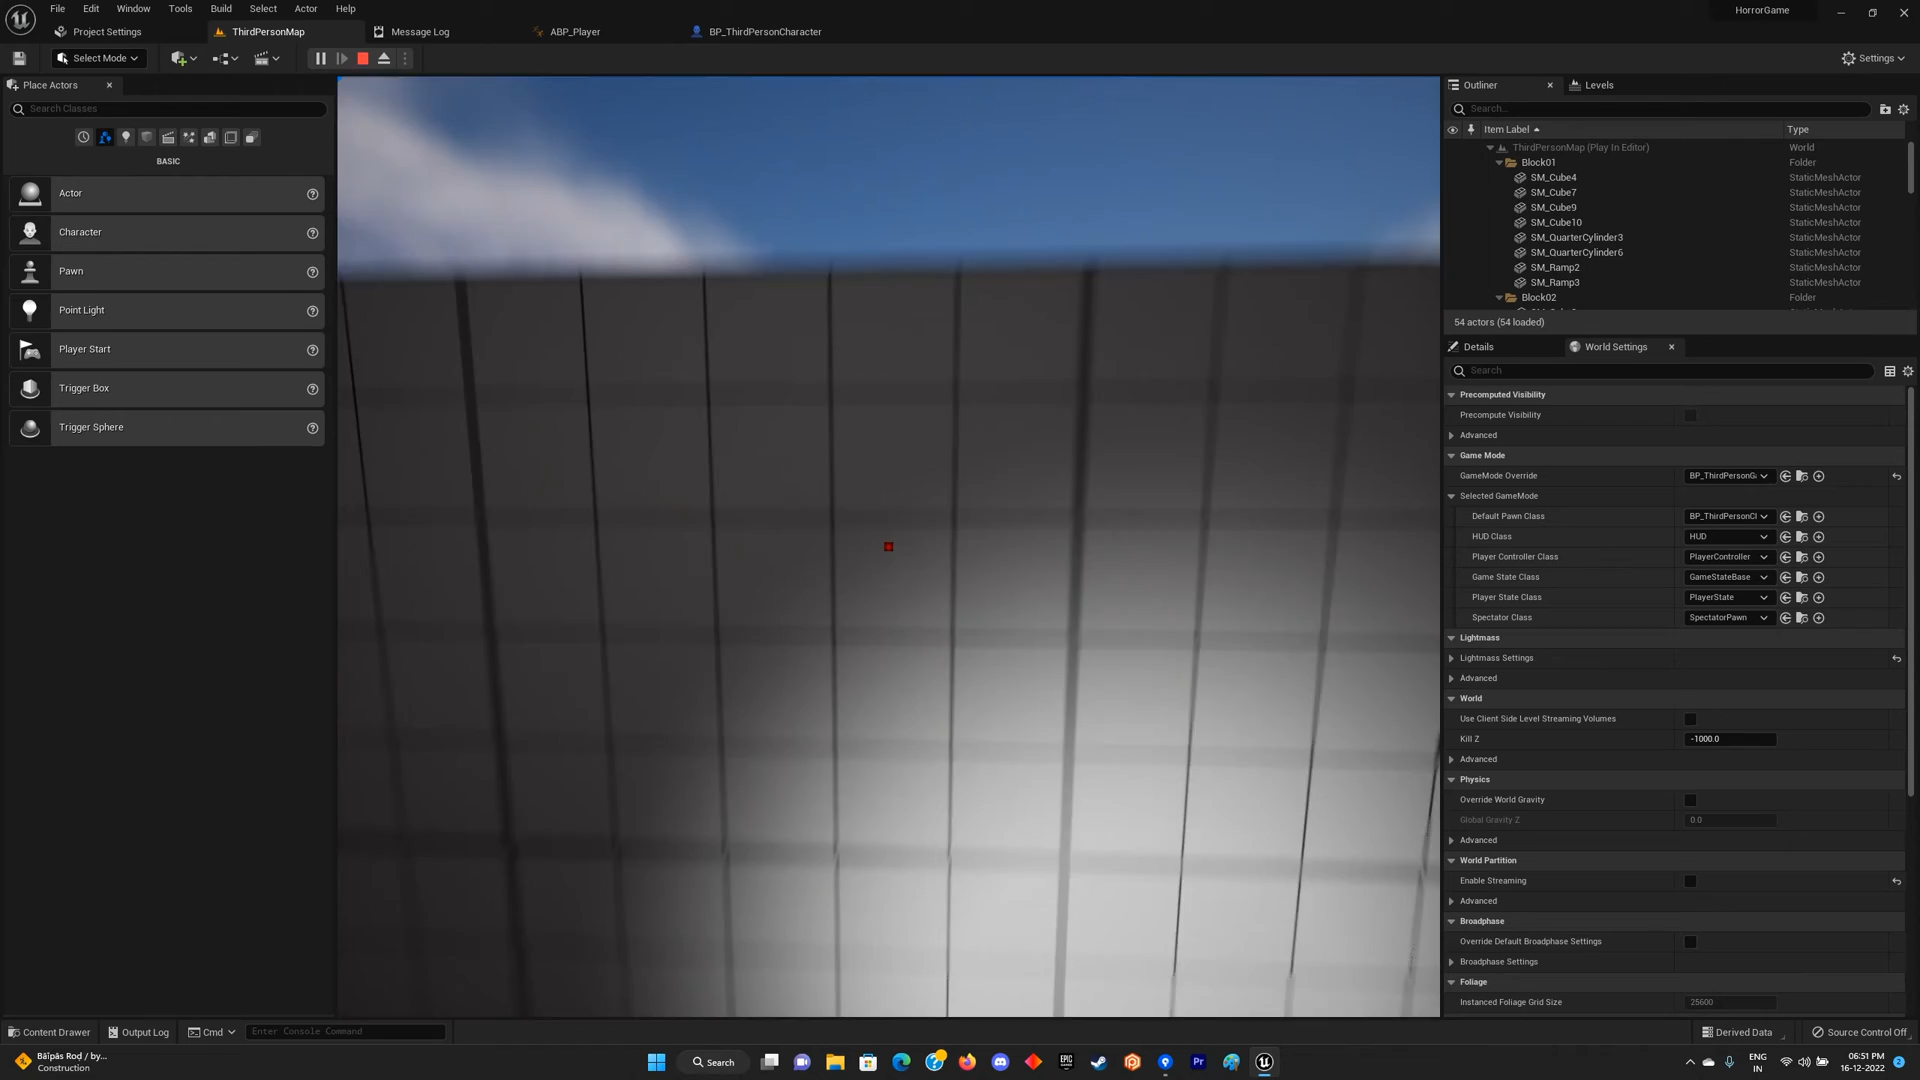 File Edit Window Tools Build Select Actor Help
HorrorGame
Project Settings
ThirdPersonMap
Message Log
ABP_Player
BP_ThirdPersonCharacter
Select Mode
Settings
Place Actors
Search Classes
BASIC
Actor
Character
Pawn
Point Light
Player Start
Trigger Box
Trigger Sphere
Outliner
Levels
Search...
Item Label
Type
ThirdPersonMap (Play In Editor) World
Block01 Folder
SM_Cube4 StaticMeshActor
SM_Cube7 StaticMeshActor
SM_Cube9 StaticMeshActor
SM_Cube10 StaticMeshActor
SM_QuarterCylinder3 StaticMeshActor
SM_QuarterCylinder6 StaticMeshActor
SM_Ramp2 StaticMeshActor
SM_Ramp3 StaticMeshActor
Block02 Folder
54 actors (54 loaded)
Details
World Settings
Search
Precomputed Visibility
Precompute Visibility
Advanced
Game Mode
GameMode Override BP_ThirdPersonG
Selected GameMode
Default Pawn Class BP_ThirdPersonCl
HUD Class HUD
Player Controller Class PlayerController
Game State Class GameStateBase
Player State Class PlayerState
Spectator Class SpectatorPawn
Lightmass
Lightmass Settings
Advanced
World
Use Client Side Level Streaming Volumes
Kill Z -1000.0
Advanced
Physics
Override World Gravity
Global Gravity Z 0.0
Advanced
World Partition
Enable Streaming
Advanced
Broadphase
Override Default Broadphase Settings
Broadphase Settings
Foliage
Instanced Foliage Grid Size 25600
Content Drawer
Output Log
Cmd
Enter Console Command
Derived Data
Source Control Off
Construction
Search
EPIC GAMES
Pr
ENG
IN
06:51 PM
16-12-2022
2